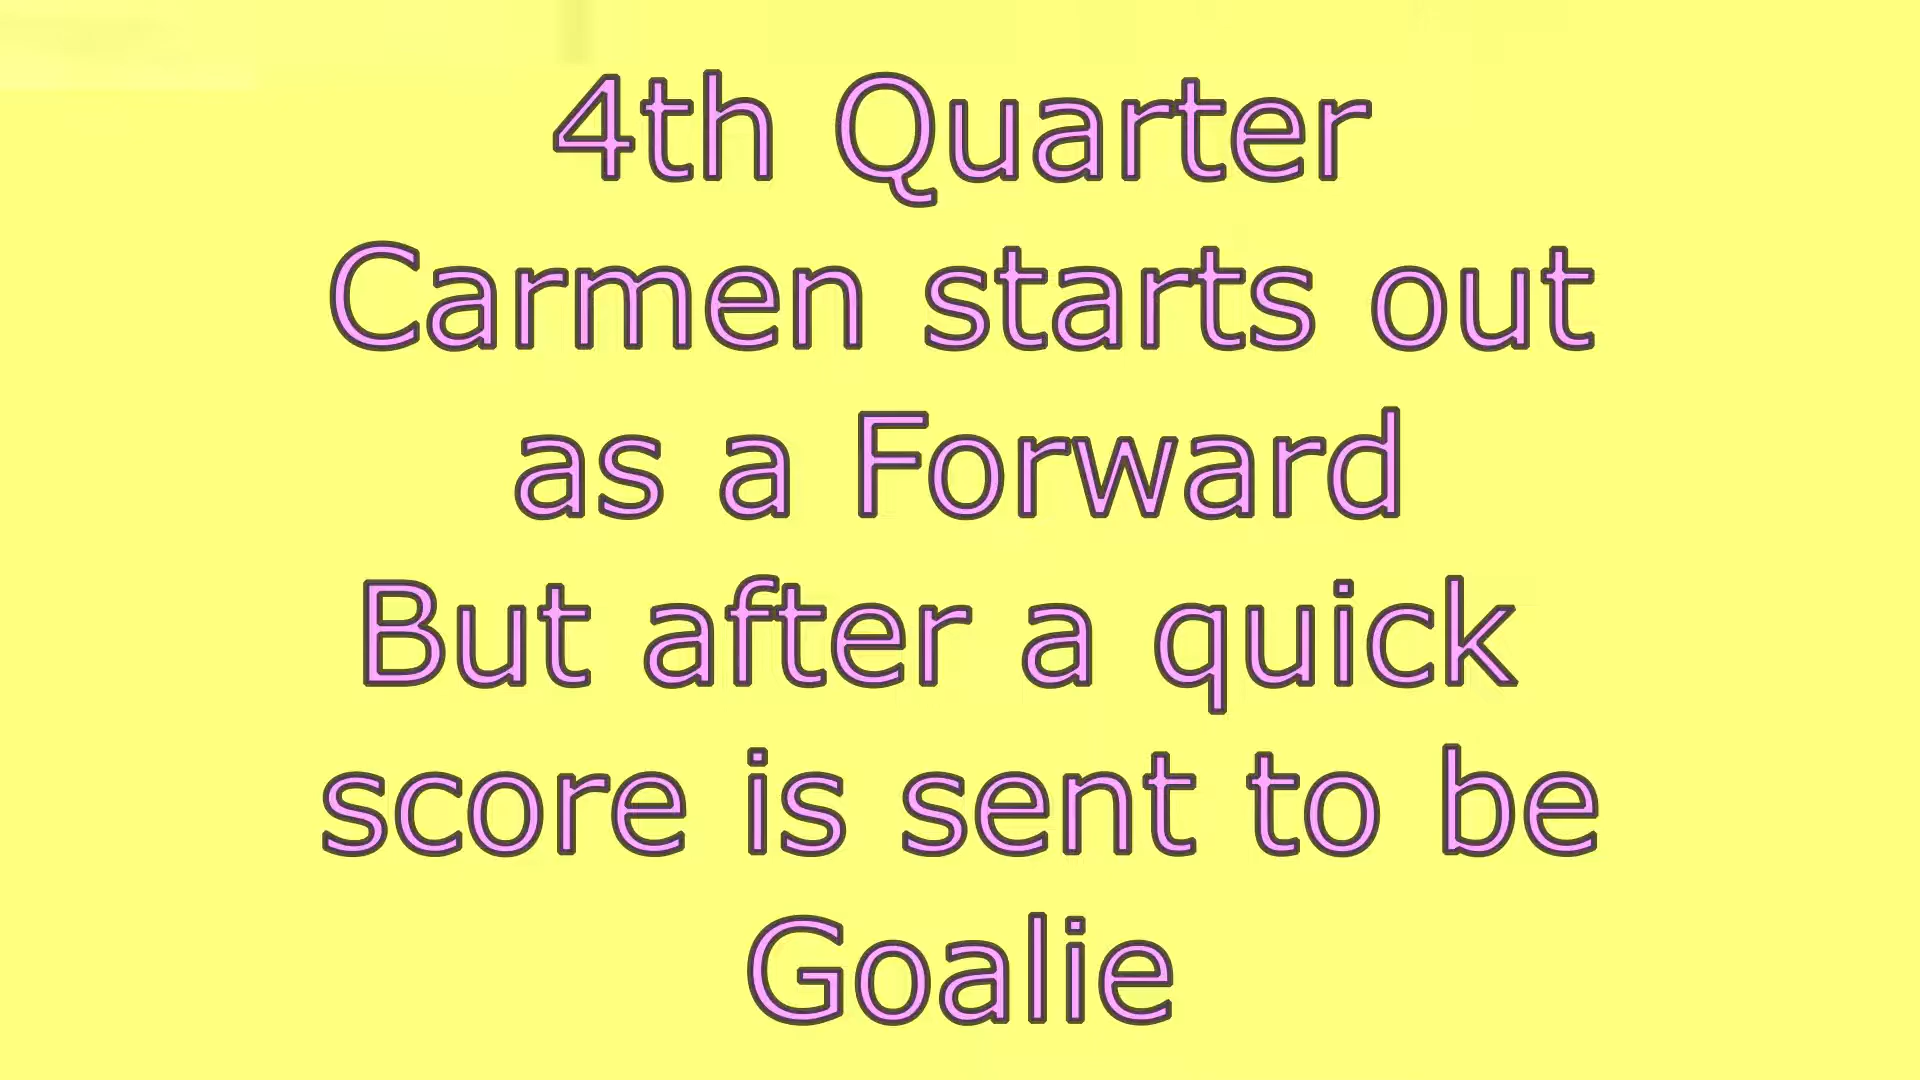 4th Quarter
Carmen starts out
as a Forward
But after a quick
score is sent to be
Goalie